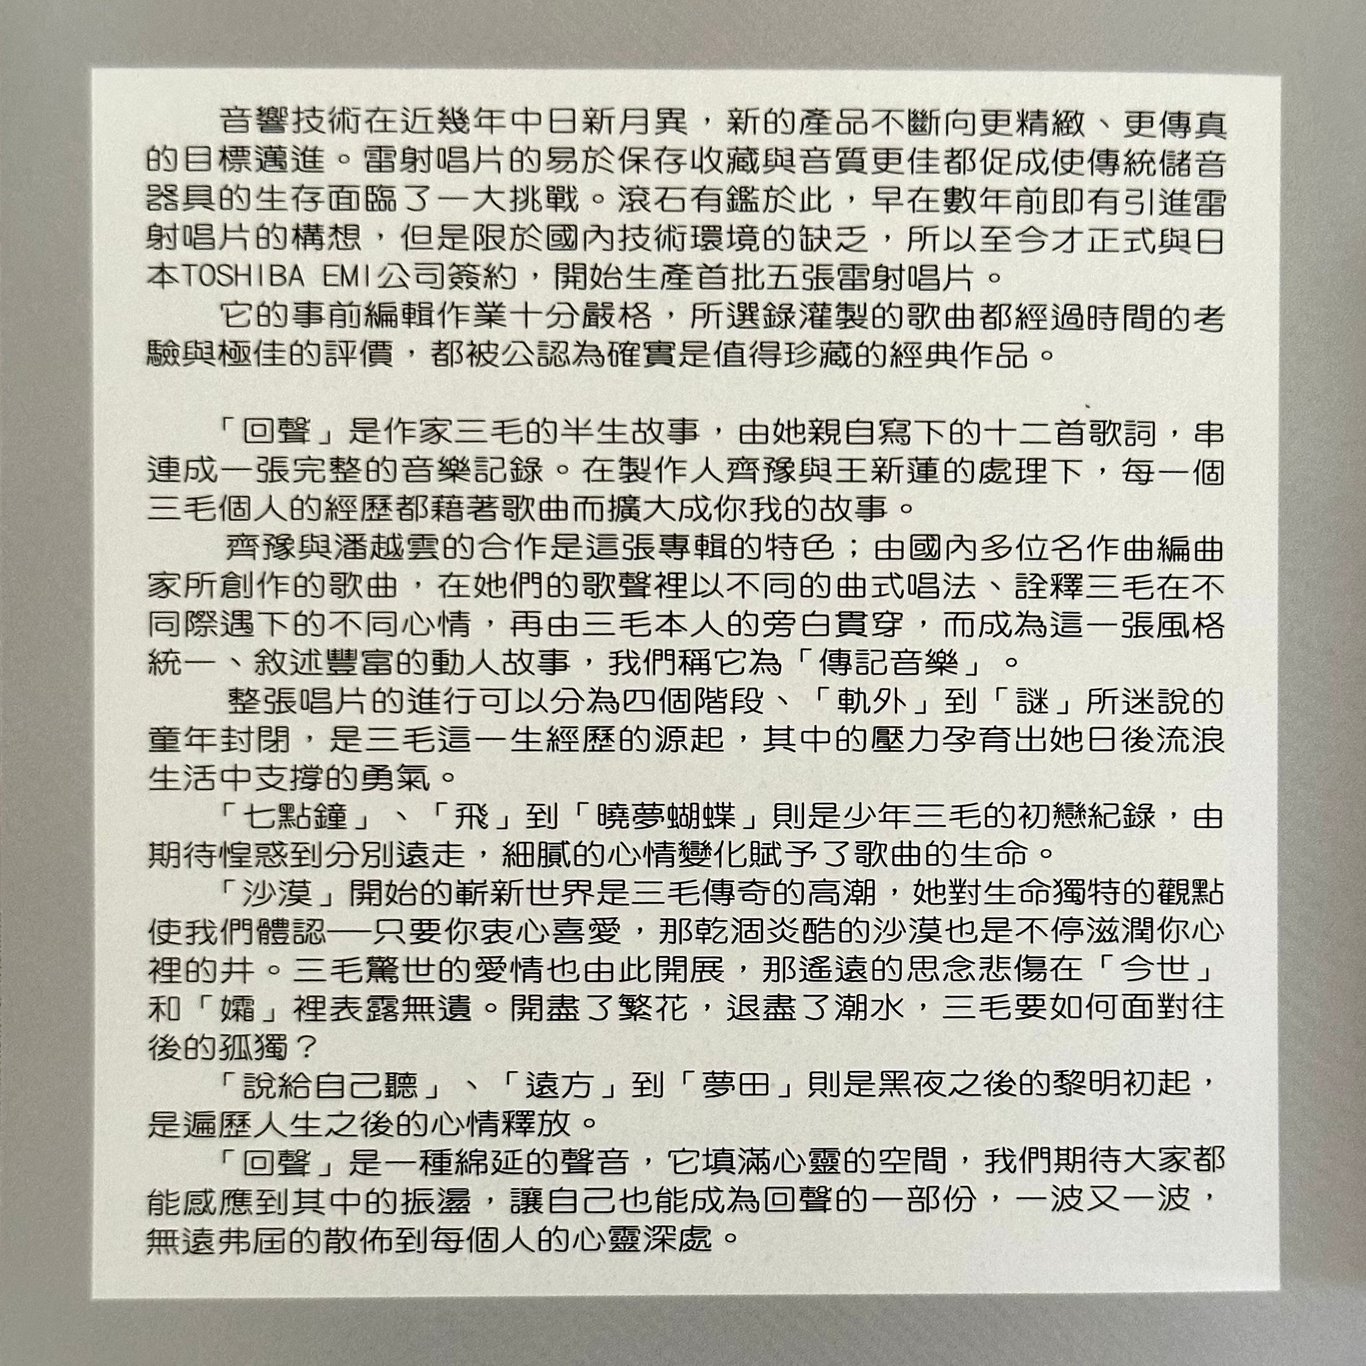 音響技術在近幾年中日新月異，新的產品不斷向更精緻、更傳真
的目標邁進。雷射唱片的易於保存收藏與音質更佳都促成使傳統儲音
器具的生存面臨了一大挑戰。滾石有鑑於此，早在數年前即有引進雷
射唱片的構想，但是限於國內技術環境的缺乏，所以至今才正式與日
本TOSHIBA EMI公司簽約，開始生產首批五張雷射唱片。
它的事前編輯作業十分嚴格，所選錄灌製的歌曲都經過時間的考
驗與極佳的評價，都被公認為確實是值得珍藏的經典作品。
「回聲」是作家三毛的半生故事，由她親自寫下的十二首歌詞，串
連成一張完整的音樂記錄。在製作人齊豫與王新蓮的處理下，每一個
三毛個人的經歷都藉著歌曲而擴大成你我的故事。
齊豫與潘越雲的合作是這張專輯的特色；由國內多位名作曲編曲
家所創作的歌曲，在她們的歌聲裡以不同的曲式唱法、詮釋三毛在不
同際遇下的不同心情，再由三毛本人的旁白貫穿，而成為這一張風格
統一、敘述豐富的動人故事，我們稱它為「傳記音樂」。
整張唱片的進行可以分為四個階段、「軌外」到「謎」所迷說的
童年封閉，是三毛這一生經歷的源起，其中的壓力孕育出她日後流浪
生活中支撐的勇氣。
「七點鐘」、「飛」到「曉夢蝴蝶」則是少年三毛的初戀紀錄，由
期待惶惑到分別遠走，細膩的心情變化賦予了歌曲的生命。
「沙漠」開始的嶄新世界是三毛傳奇的高潮，她對生命獨特的觀點
使我們體認──只要你衷心喜愛，那乾涸炎酷的沙漠也是不停滋潤你心
裡的井。三毛驚世的愛情也由此開展，那遙遠的思念悲傷在「今世」
和「孀」裡表露無遺。開盡了繁花，退盡了潮水，三毛要如何面對往
後的孤獨？
「說給自己聽」、「遠方」到「夢田」則是黑夜之後的黎明初起，
是遍歷人生之後的心情釋放。
「回聲」是一種綿延的聲音，它填滿心靈的空間，我們期待大家都
能感應到其中的振盪，讓自己也能成為回聲的一部份，一波又一波，
無遠弗屆的散佈到每個人的心靈深處。